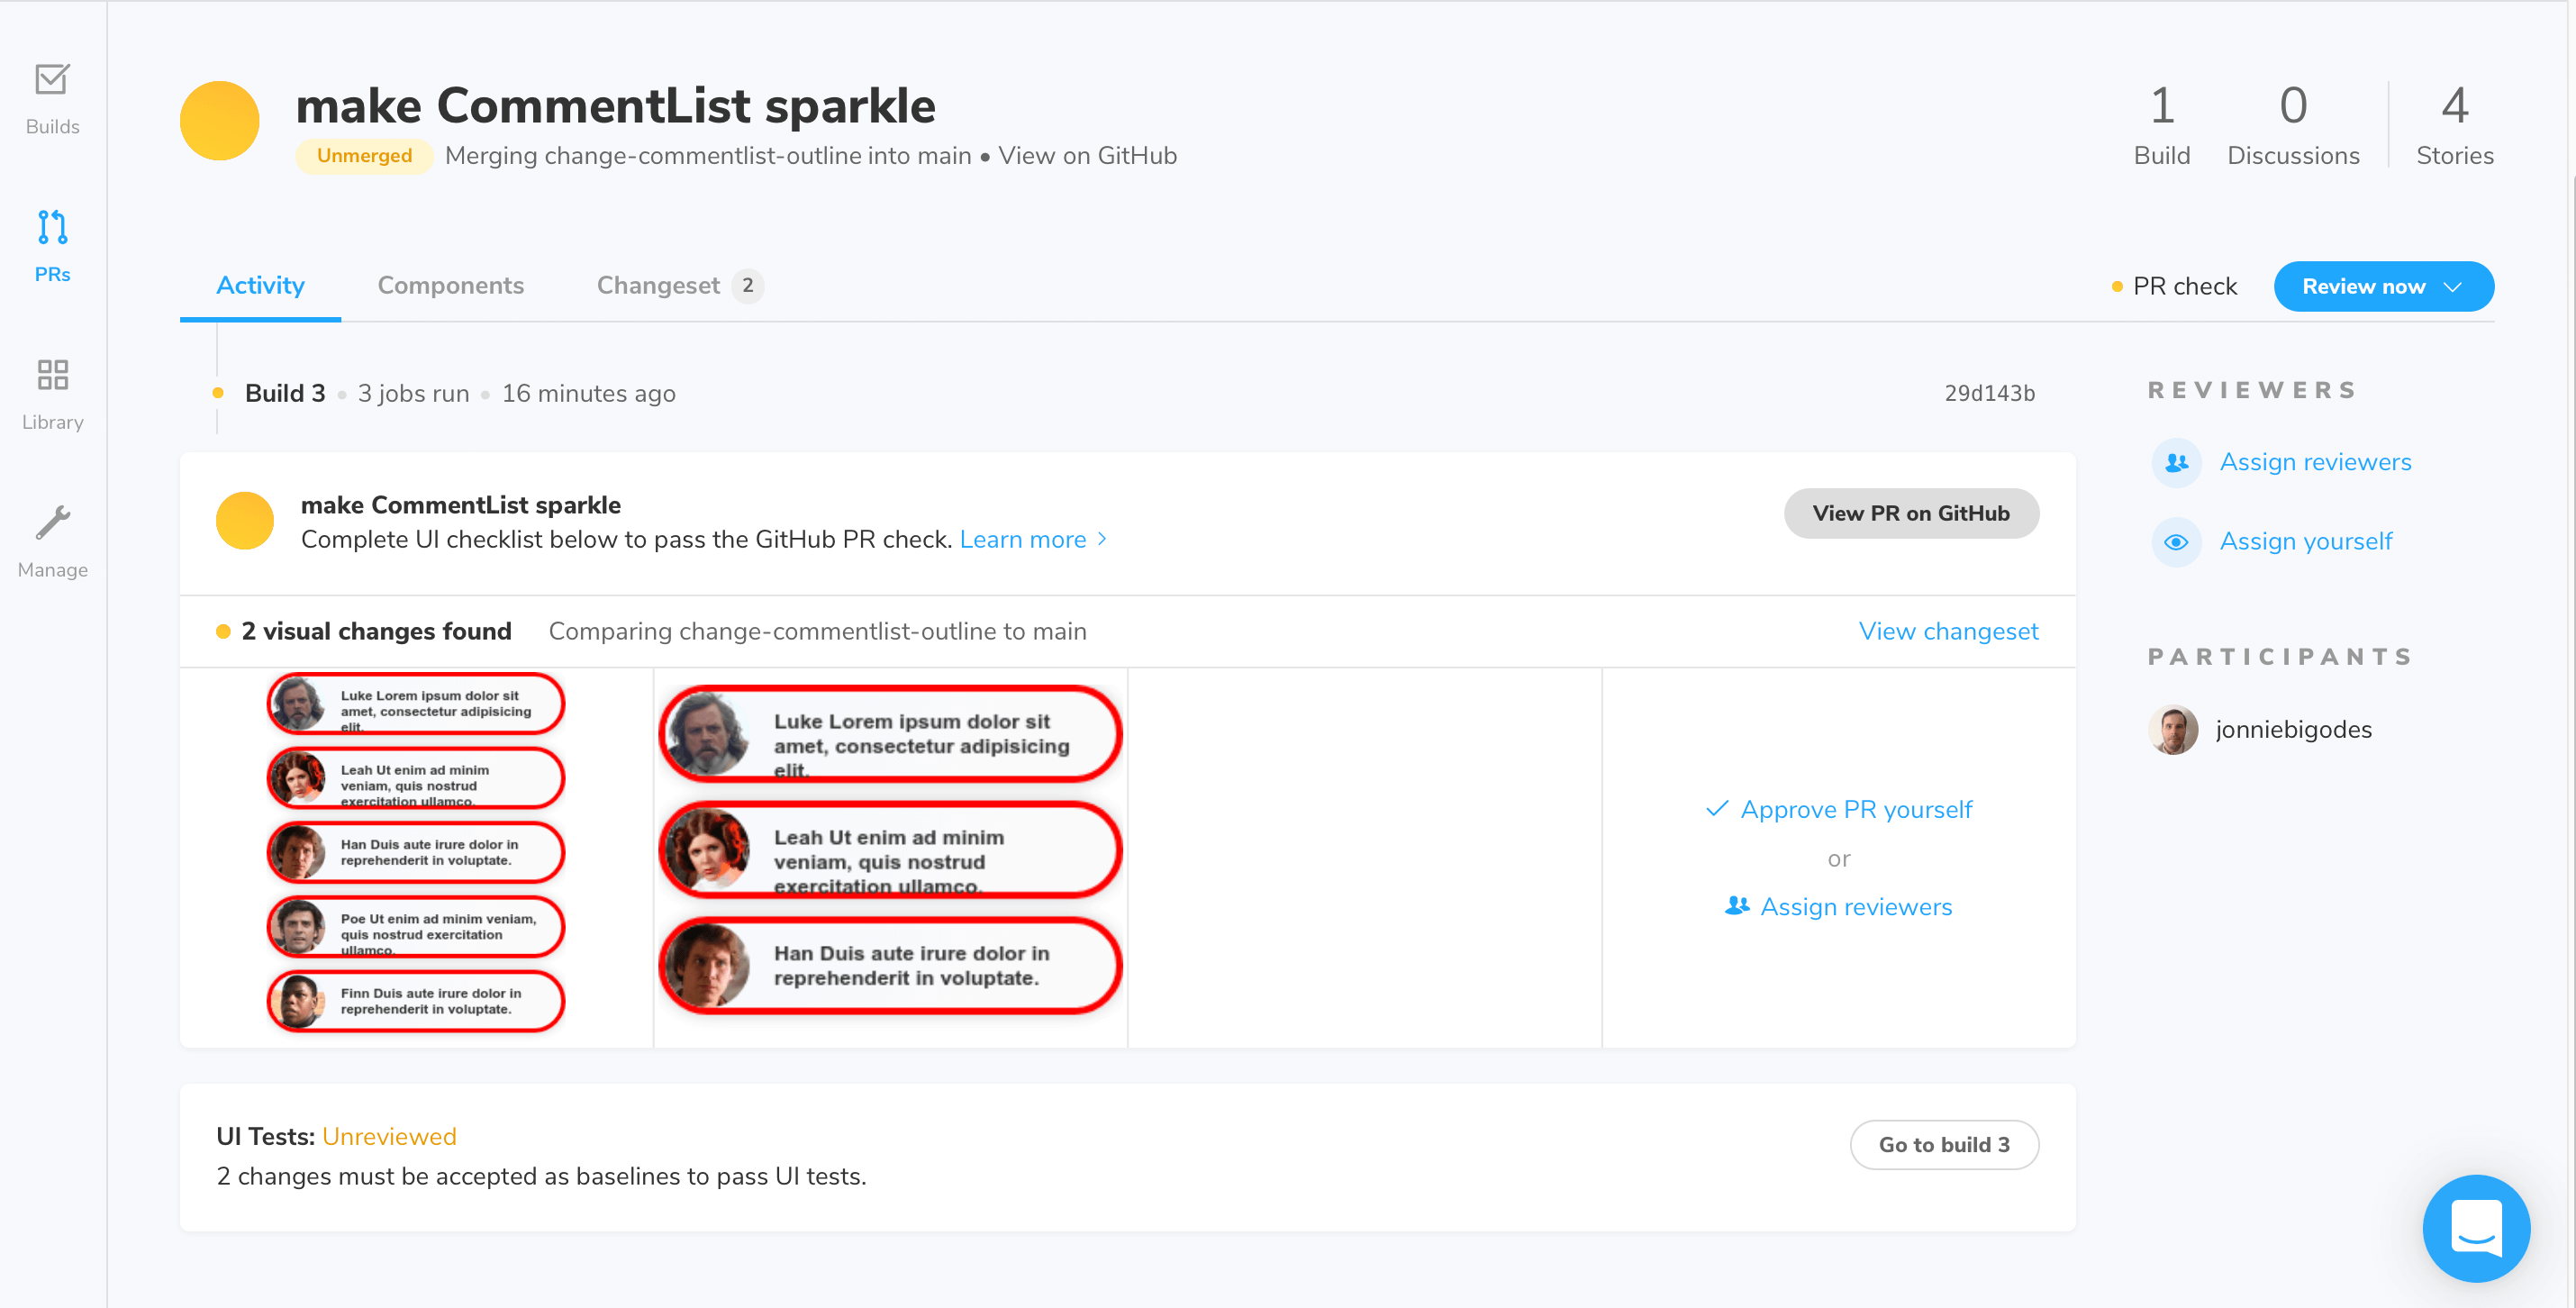 Builds
PRs
Library
Manage
make CommentList sparkle
Unmerged Merging change-commentlist-outline into main • View on GitHub
1 Build
0 Discussions
4 Stories
Activity Components Changeset 2
PR check Review now
Build 3 • 3 jobs run • 16 minutes ago 29d143b
make CommentList sparkle
Complete UI checklist below to pass the GitHub PR check. Learn more
View PR on GitHub
2 visual changes found Comparing change-commentlist-outline to main View changeset
Luke Lorem ipsum dolor sit
amet, consectetur adipisicing
elit.
Leah Ut enim ad minim
veniam, quis nostrud
exercitation ullamco.
Han Duis aute irure dolor in
reprehenderit in voluptate.
Poe Ut enim ad minim veniam,
quis nostrud exercitation
ullamco.
Finn Duis aute irure dolor in
reprehenderit in voluptate.
Luke Lorem ipsum dolor sit
amet, consectetur adipisicing
elit.
Leah Ut enim ad minim
veniam, quis nostrud
exercitation ullamco.
Han Duis aute irure dolor in
reprehenderit in voluptate.
Approve PR yourself
or
Assign reviewers
UI Tests: Unreviewed
2 changes must be accepted as baselines to pass UI tests.
Go to build 3
REVIEWERS
Assign reviewers
Assign yourself
PARTICIPANTS
jonniebigodes